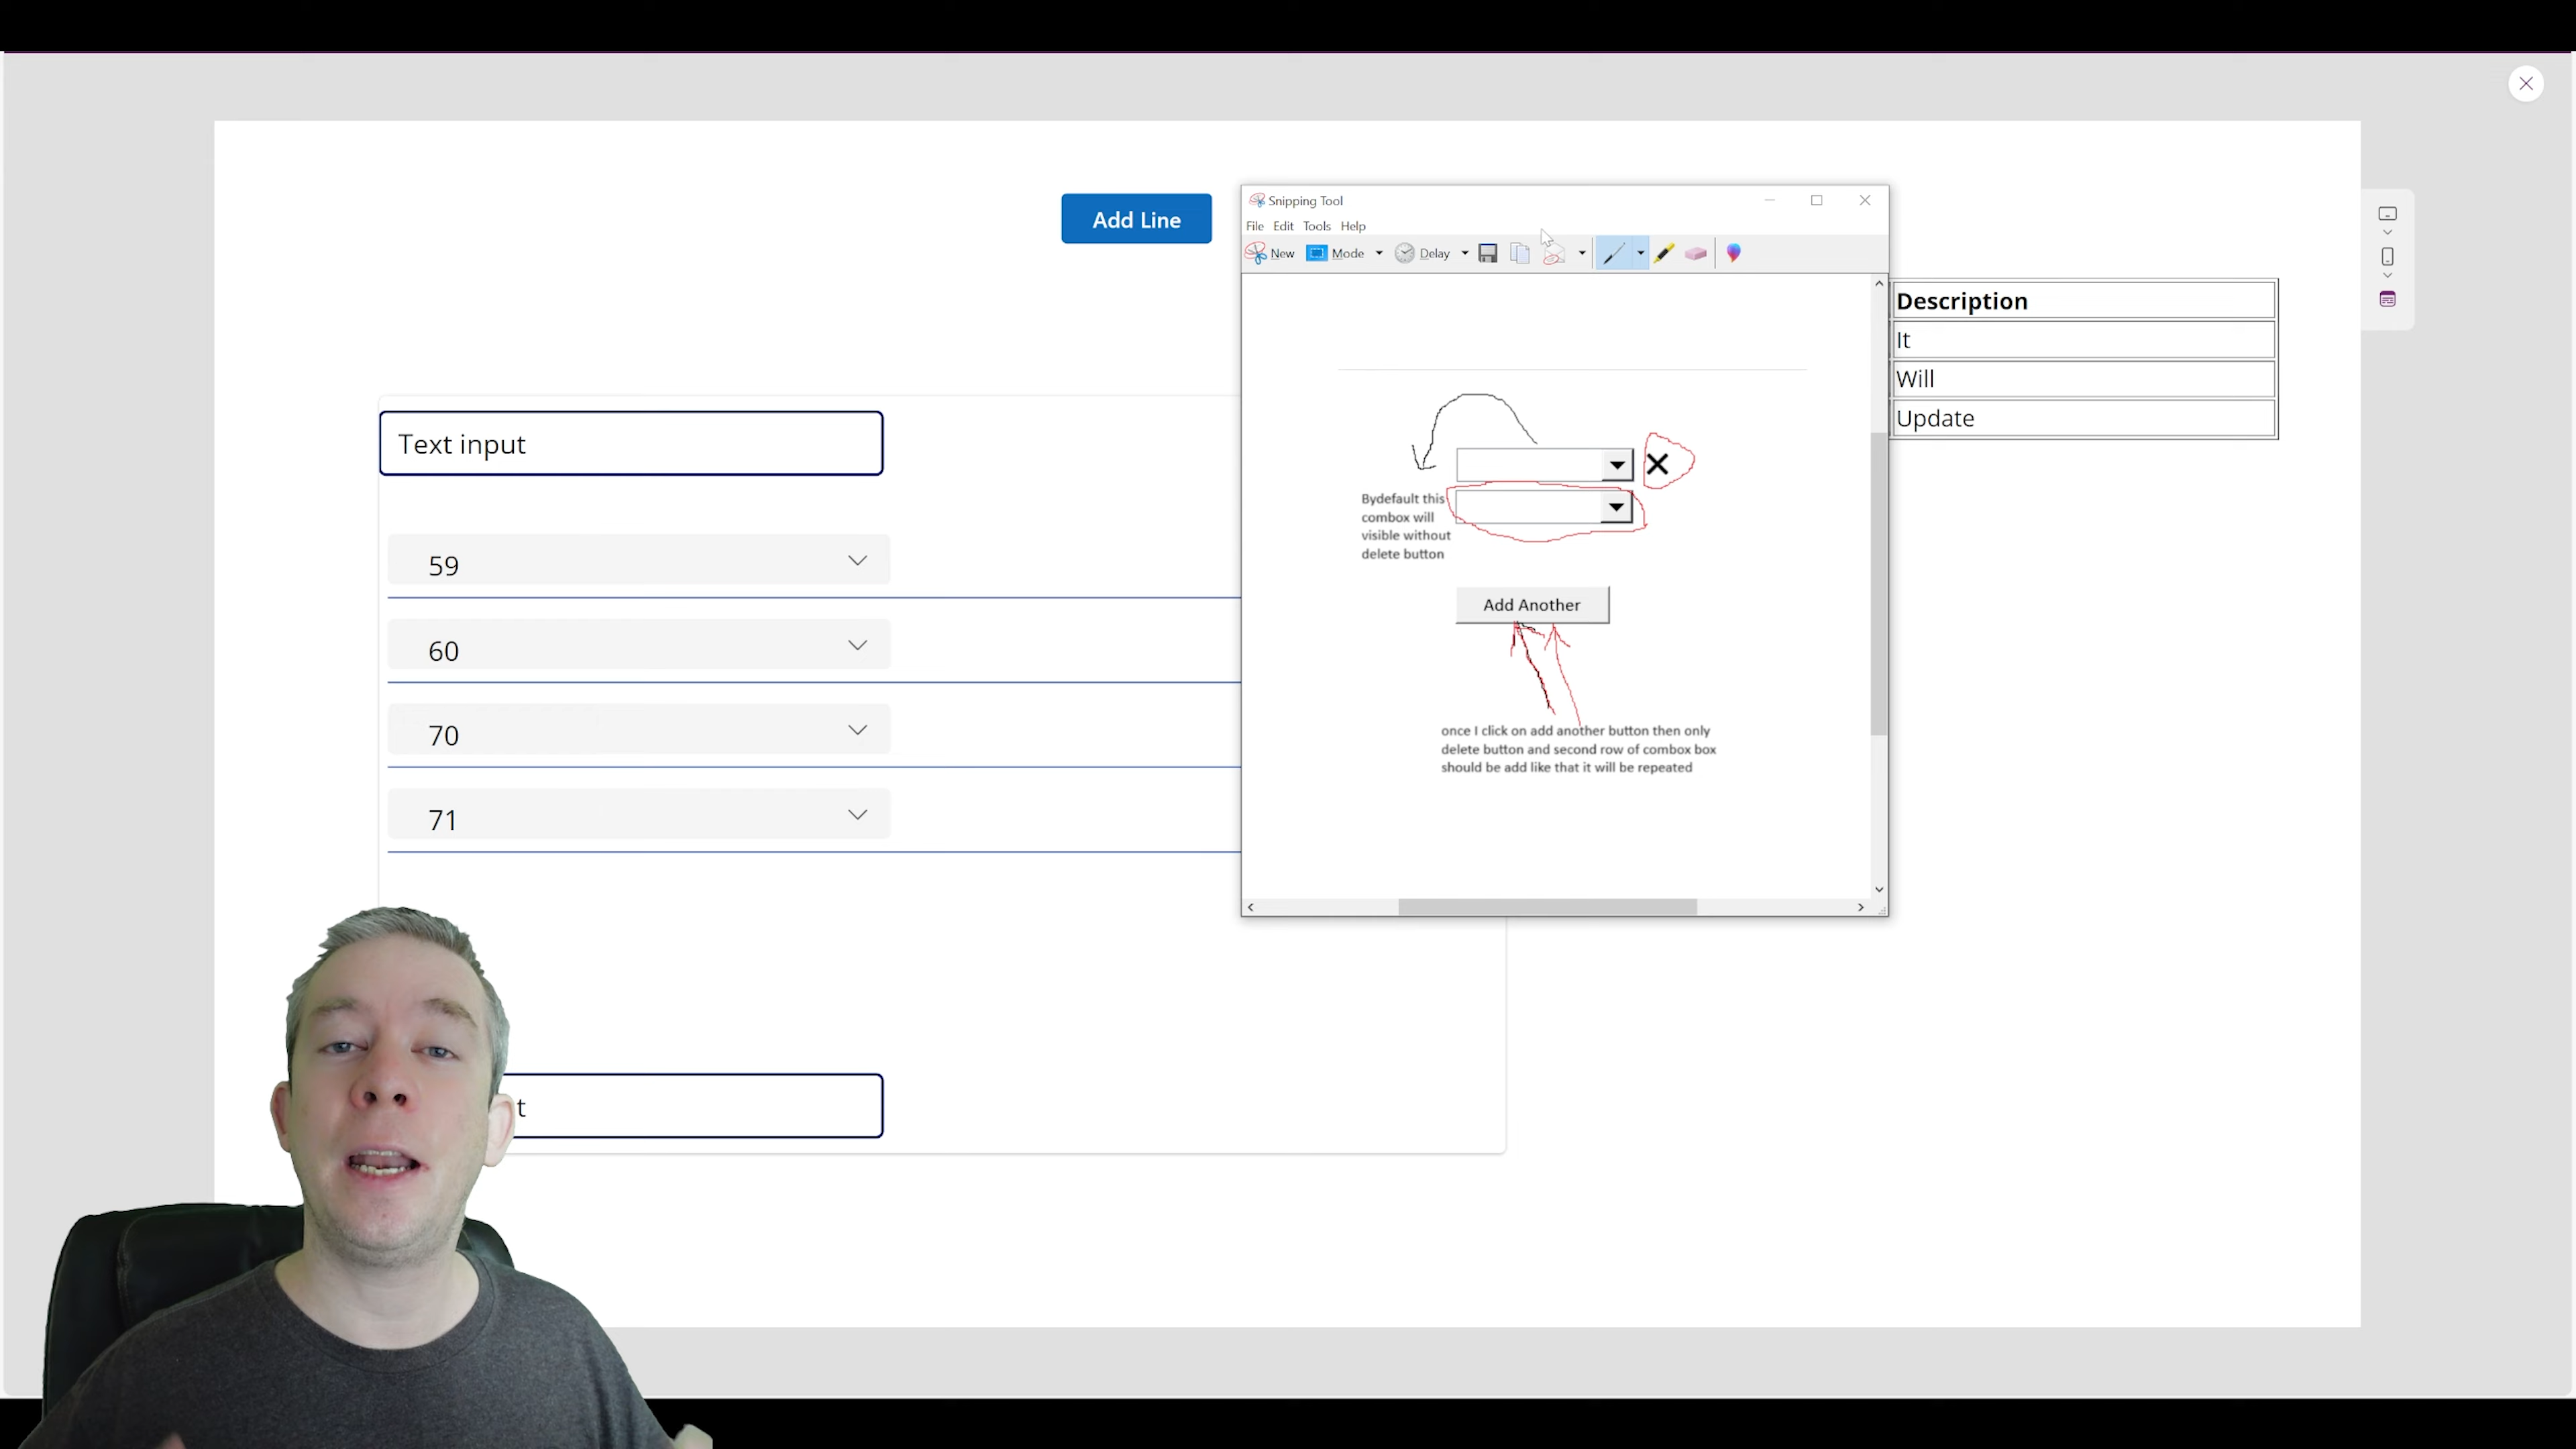 Add Line
Snipping Tool
File Edit Tools Help
New Mode Delay
Description
It
Will
Update
Text input
59
60
70
71
t
Bydefault this
combox will
visible without
delete button
Add Another
once I click on add another button then only
delete button and second row of combox box
should be add like that it will be repeated